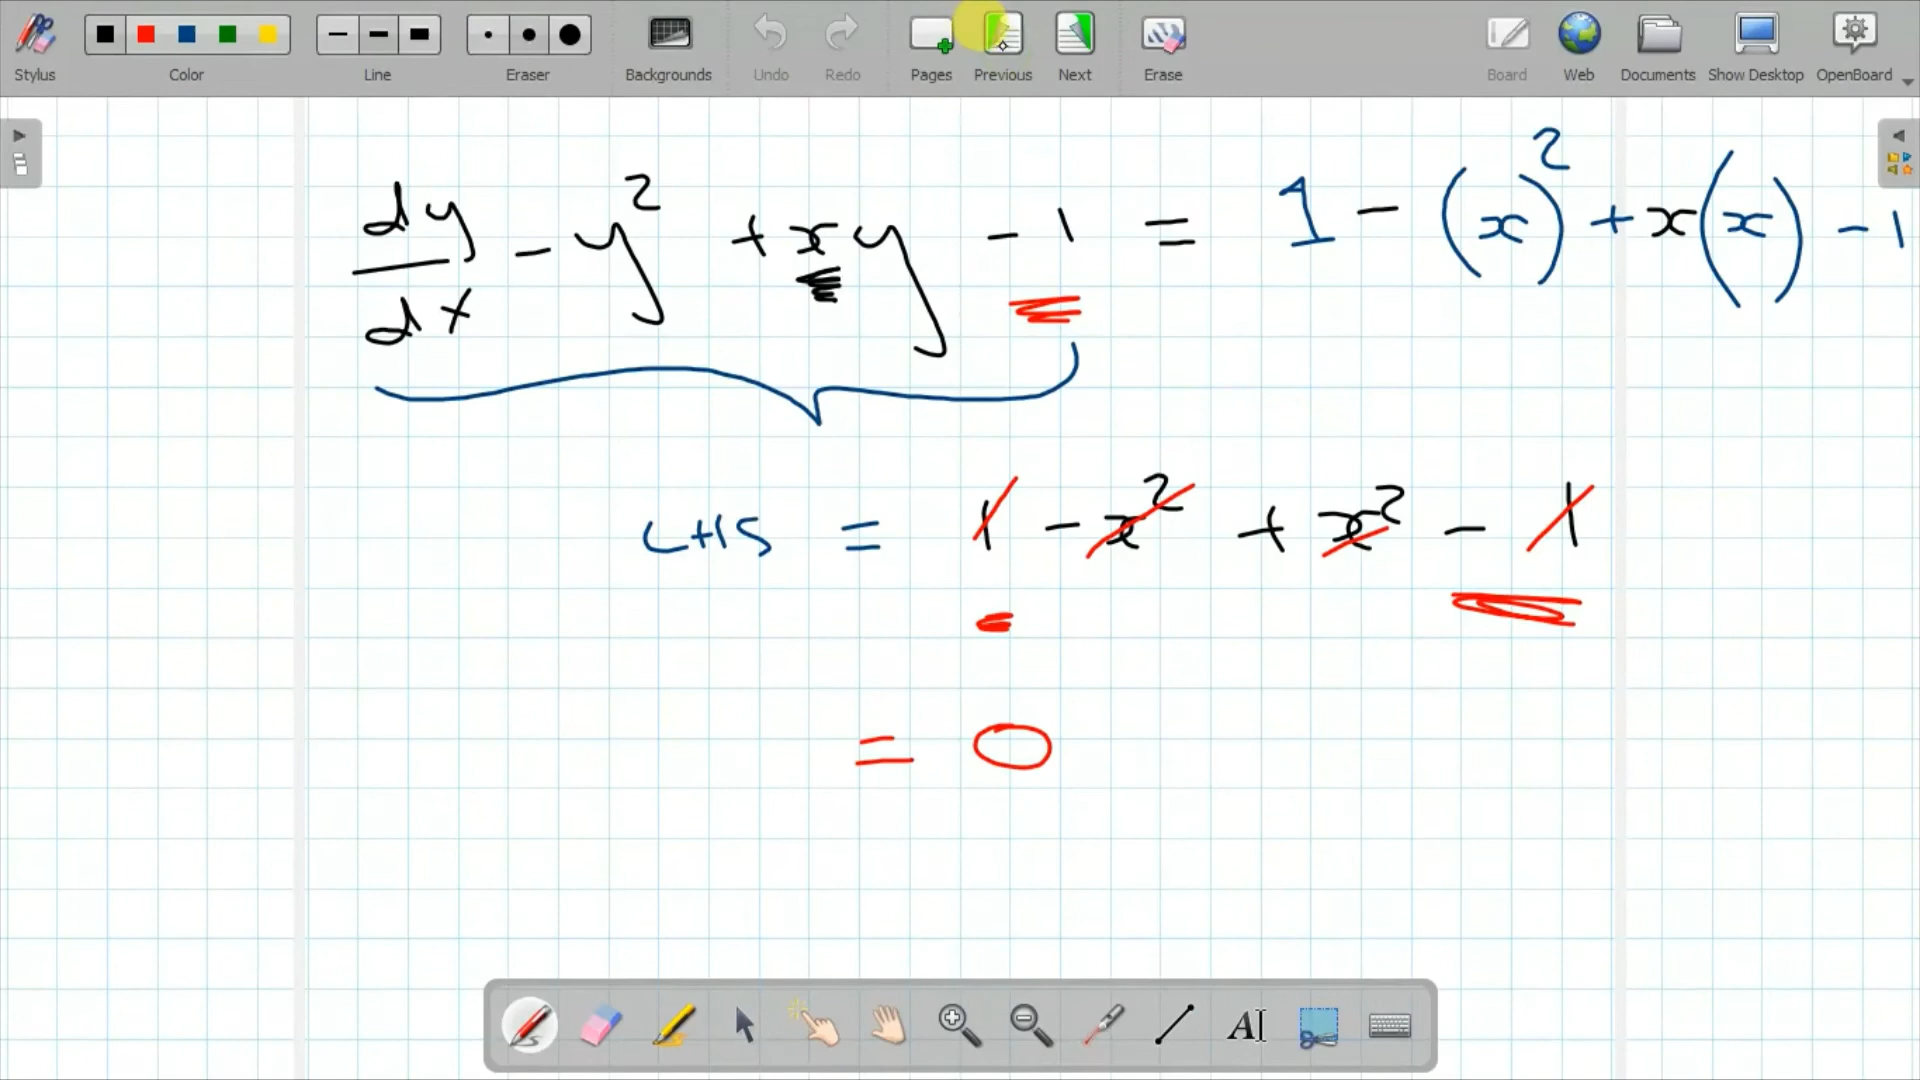 Stylus Color Line Eraser Backgrounds Undo Redo Pages Previous Next Erase Board Web Documents Show Desktop OpenBoard
dy/dx - y² + xy - 1 = 1 - (x)² + x(x) - 1
LHS = 1 - x² + x² - 1
= 0